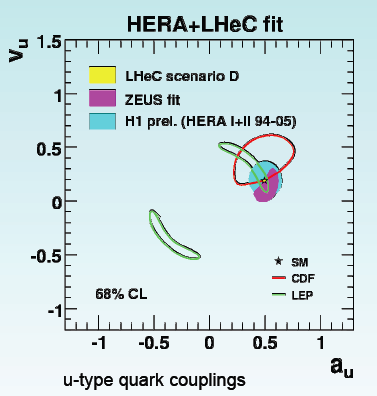 HERA+LHeC fit
v_u
1.5
1
0.5
0
-0.5
-1
LHeC scenario D
ZEUS fit
H1 prel. (HERA I+II 94-05)
SM
CDF
LEP
68% CL
-1
-0.5
0
0.5
1
a_u
u-type quark couplings